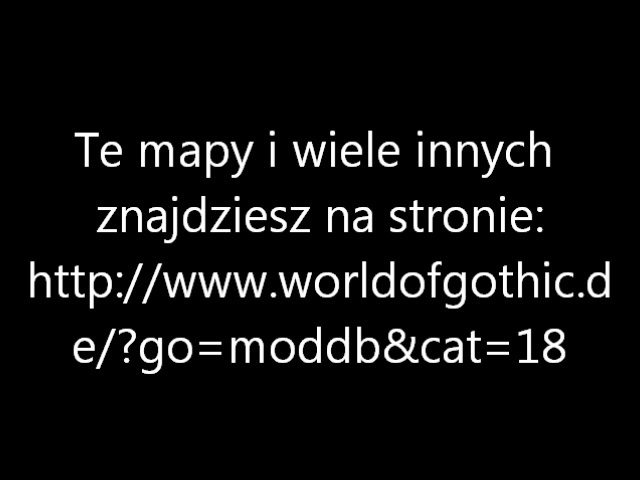 Te mapy i wiele innych
znajdziesz na stronie:
http://www.worldofgothic.d
e/?go=moddb&cat=18